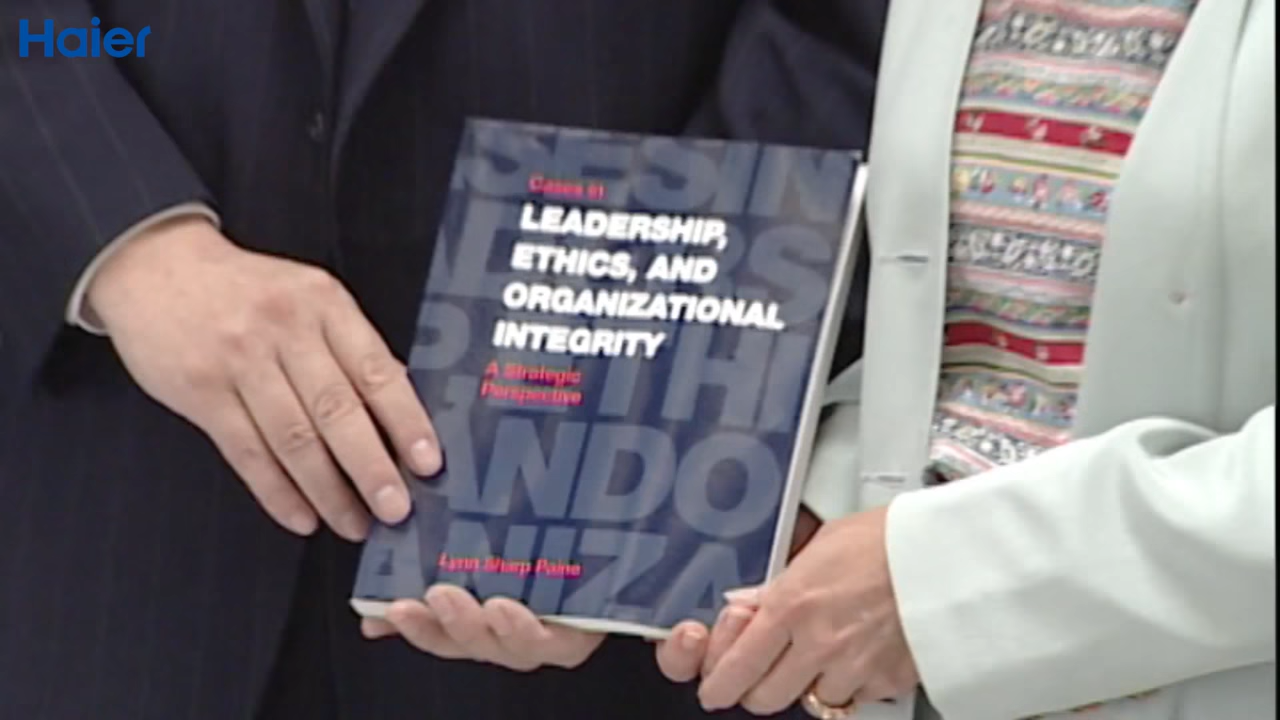 Haier
Cases in
LEADERSHIP,
ETHICS, AND
ORGANIZATIONAL
INTEGRITY
A Strategic
Perspective
Lynn Sharp Paine